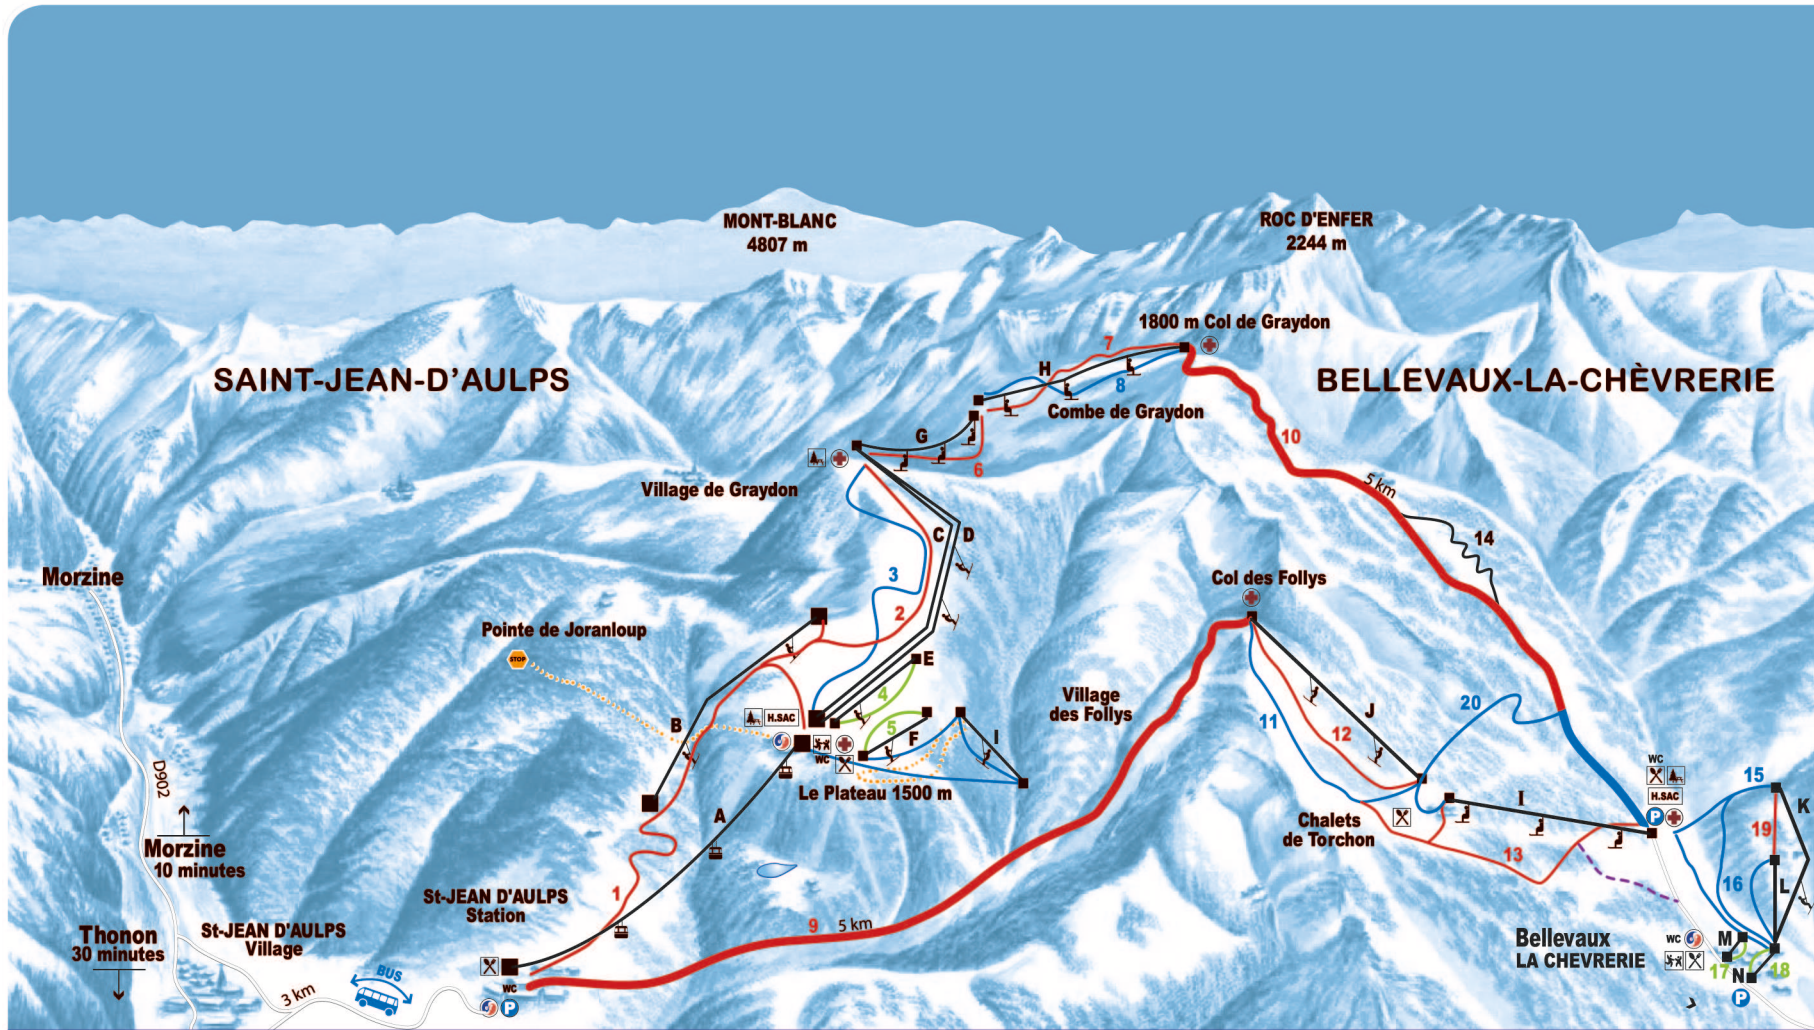 MONT-BLANC
4807 m
ROC D'ENFER
2244 m
1800 m Col de Graydon
SAINT-JEAN-D'AULPS
BELLEVAUX-LA-CHÈVRERIE
7
H
8
Combe de Graydon
G
6
10
Village de Graydon
5 km
C
D
14
3
Morzine
Col des Follys
2
Pointe de Joranloup
STOP
E
4
Village
des Follys
20
11
J
12
H.SAC
B
5
F
I
WC
Le Plateau 1500 m
D902
WC
H.SAC
P
15
K
I
19
A
Chalets
de Torchon
13
Morzine
10 minutes
16
L
1
St-JEAN D'AULPS
Station
9
5 km
St-JEAN D'AULPS
Village
Thonon
30 minutes
Bellevaux
LA CHEVRERIE
WC
M
17
N
18
P
BUS
3 km
WC
P